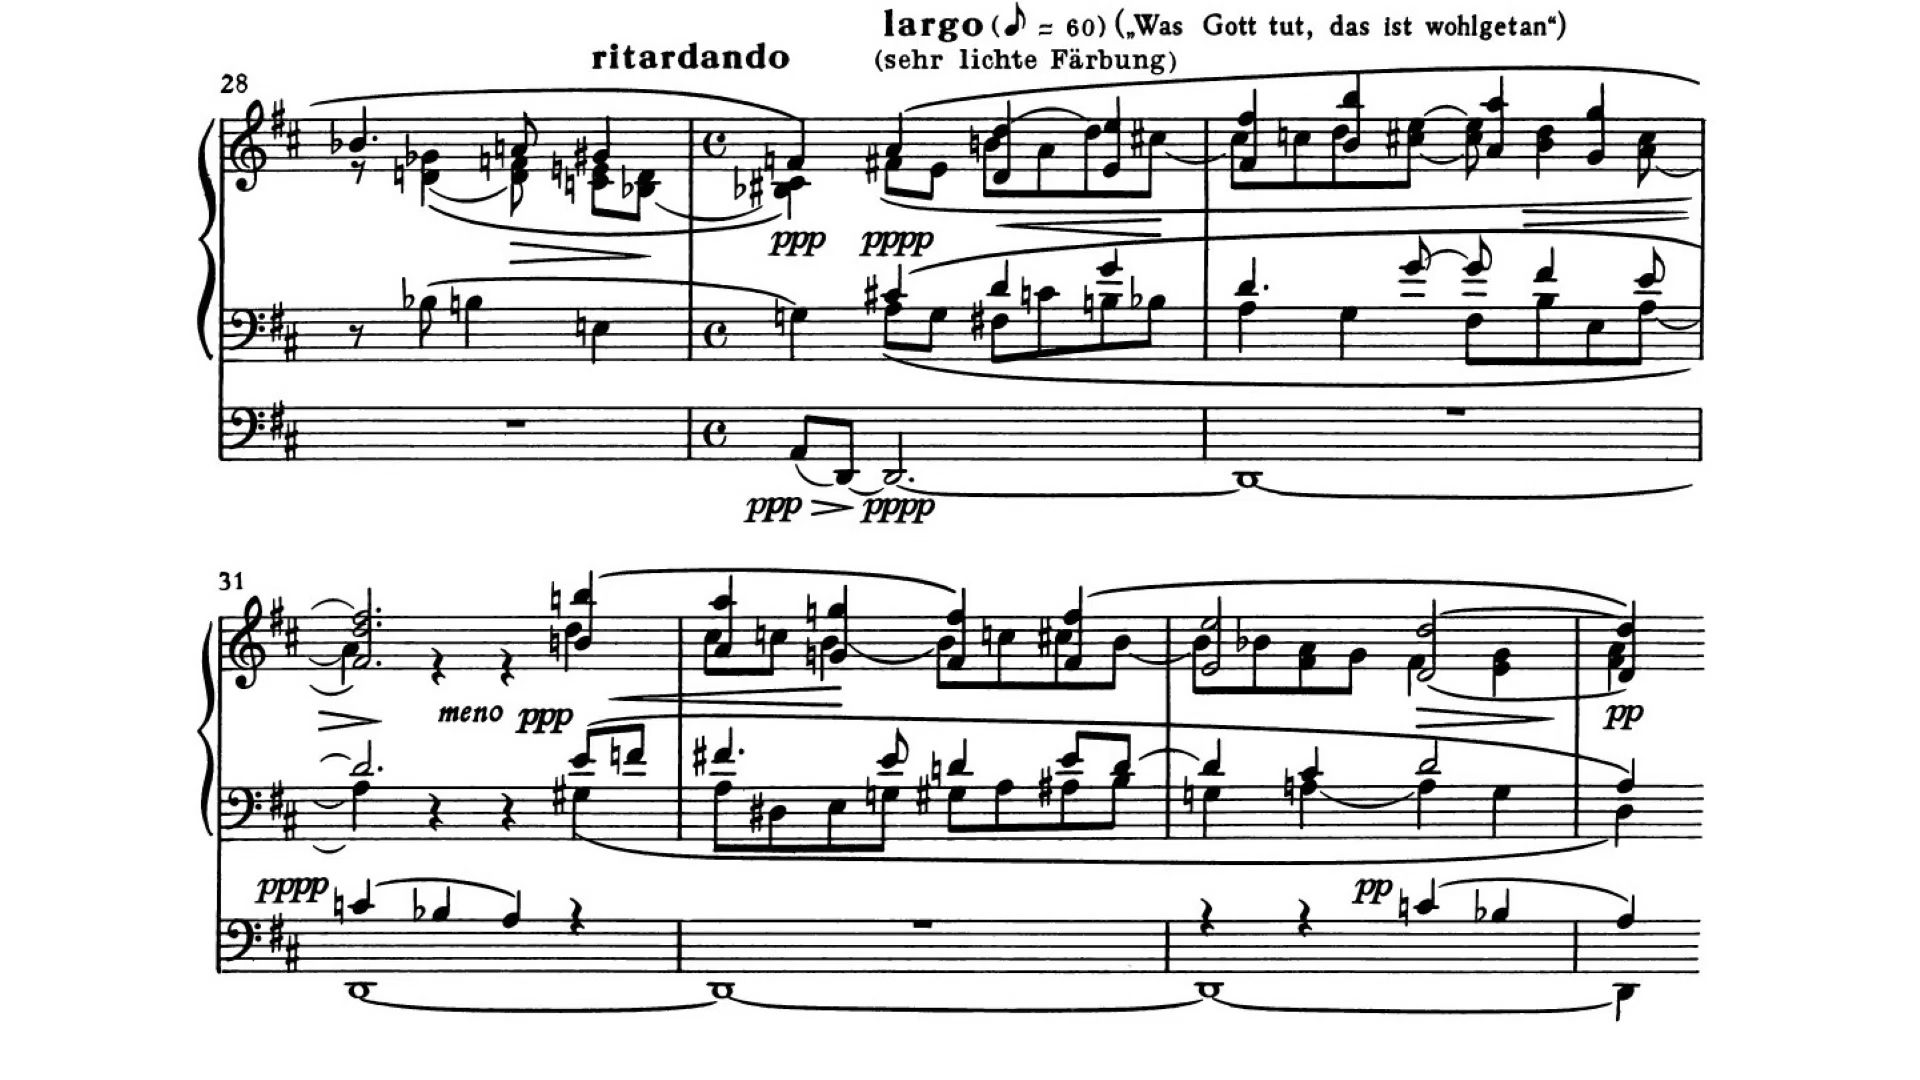 largo (♪ = 60) („Was Gott tut, das ist wohlgetan“)
ritardando (sehr lichte Färbung)
28
ppp pppp
ppp pppp
31
meno ppp pp
pppp pp